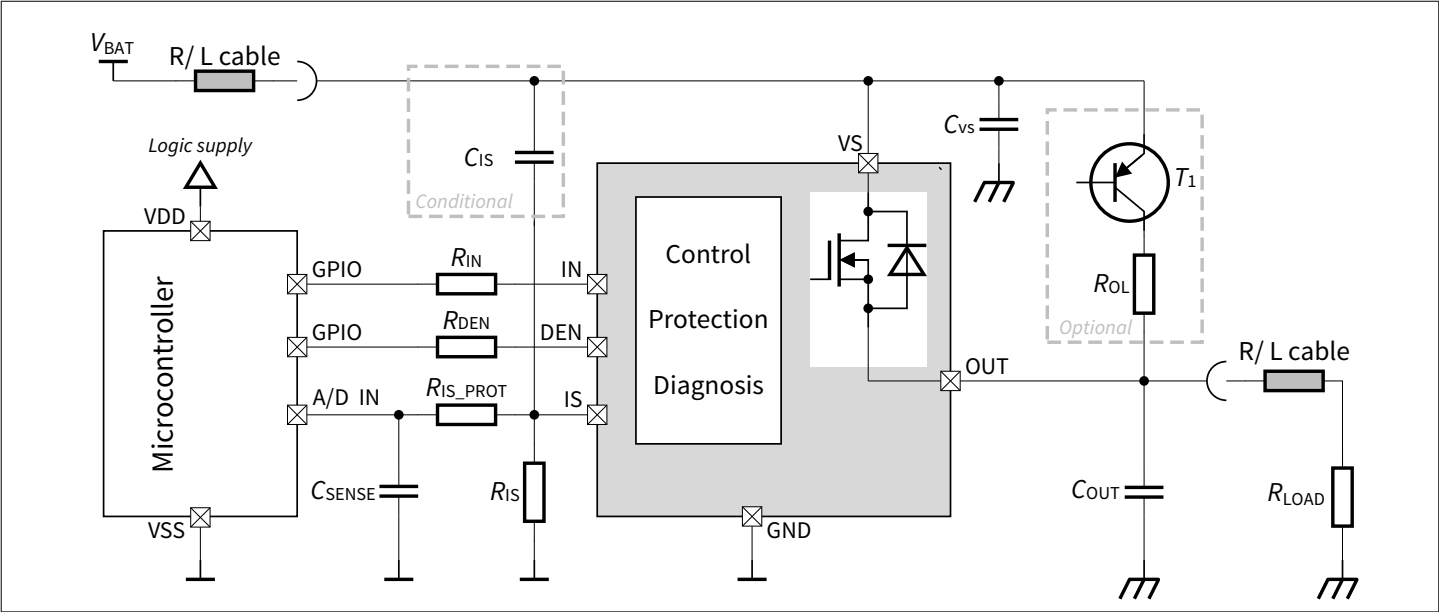 VBAT
R/ L cable
Logic supply
VDD
Microcontroller
GPIO
GPIO
A/D IN
VSS
CIS
Conditional
RIN
RDEN
RIS_PROT
CSENSE
RIS
IN
DEN
IS
Control
Protection
Diagnosis
VS
GND
OUT
Cvs
T1
ROL
Optional
R/ L cable
COUT
RLOAD